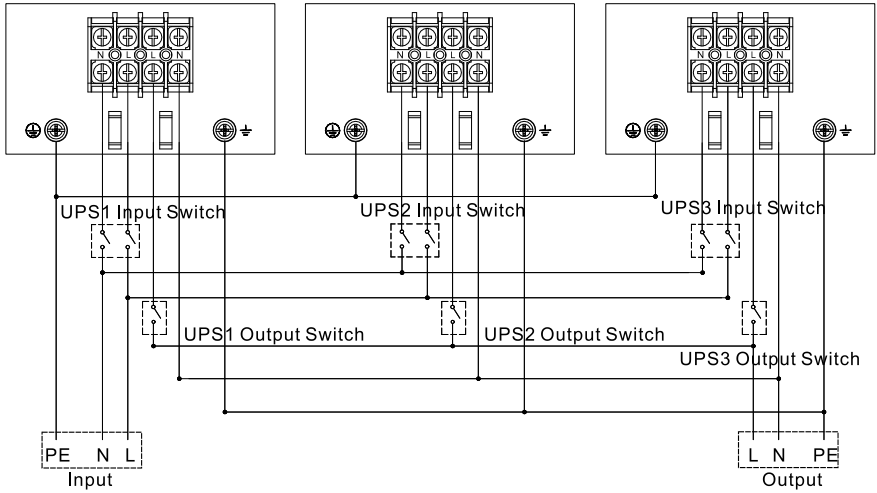 N L L N
N L L N
N L L N
UPS1 Input Switch
UPS2 Input Switch
UPS3 Input Switch
UPS1 Output Switch
UPS2 Output Switch
UPS3 Output Switch
PE N L
L N PE
Input
Output